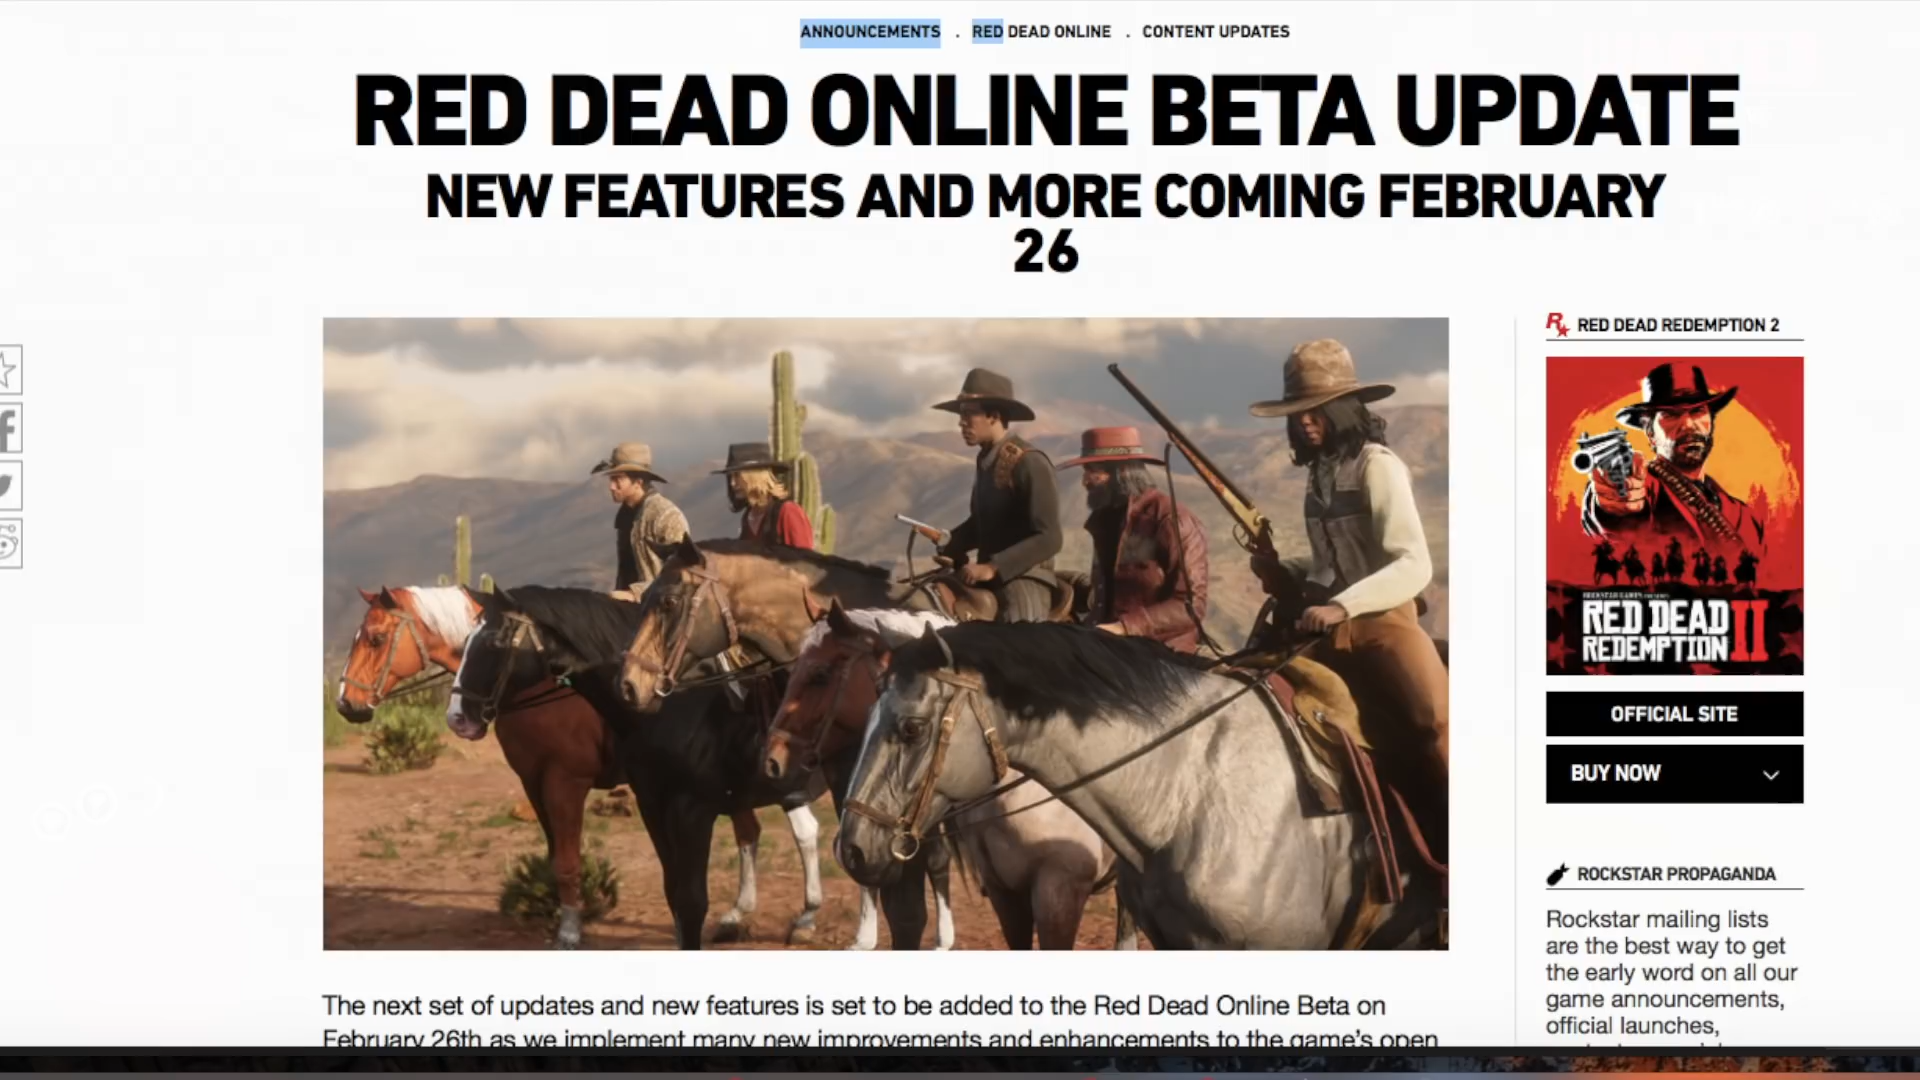 ANNOUNCEMENTS . RED DEAD ONLINE . CONTENT UPDATES
RED DEAD ONLINE BETA UPDATE
NEW FEATURES AND MORE COMING FEBRUARY
26
RED DEAD REDEMPTION 2
RED DEAD
REDEMPTION II
OFFICIAL SITE
BUY NOW
ROCKSTAR PROPAGANDA
Rockstar mailing lists
are the best way to get
the early word on all our
game announcements,
official launches,
The next set of updates and new features is set to be added to the Red Dead Online Beta on
February 26th as we implement many new improvements and enhancements to the game's open